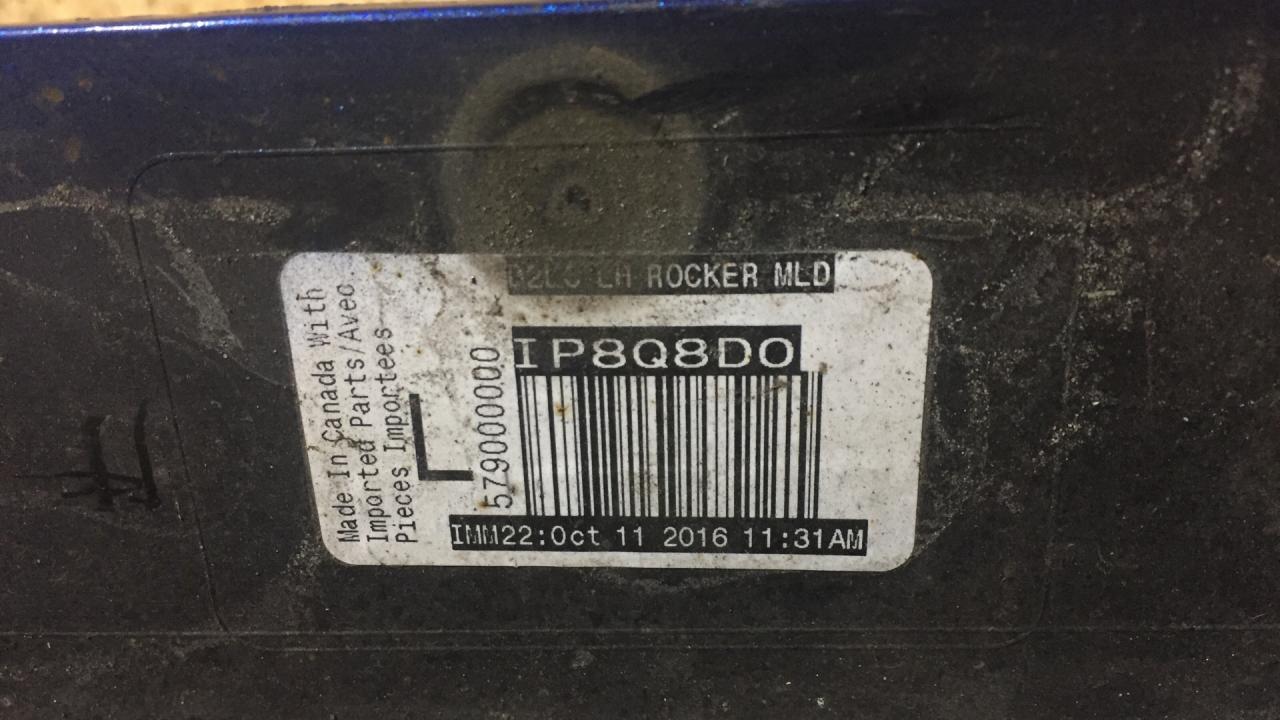 LH ROCKER MLD
IP8Q8D0
579000000
L
IMM22:Oct 11 2016 11:31AM
Made In Canada With
Imported Parts/Avec
Pieces Importees